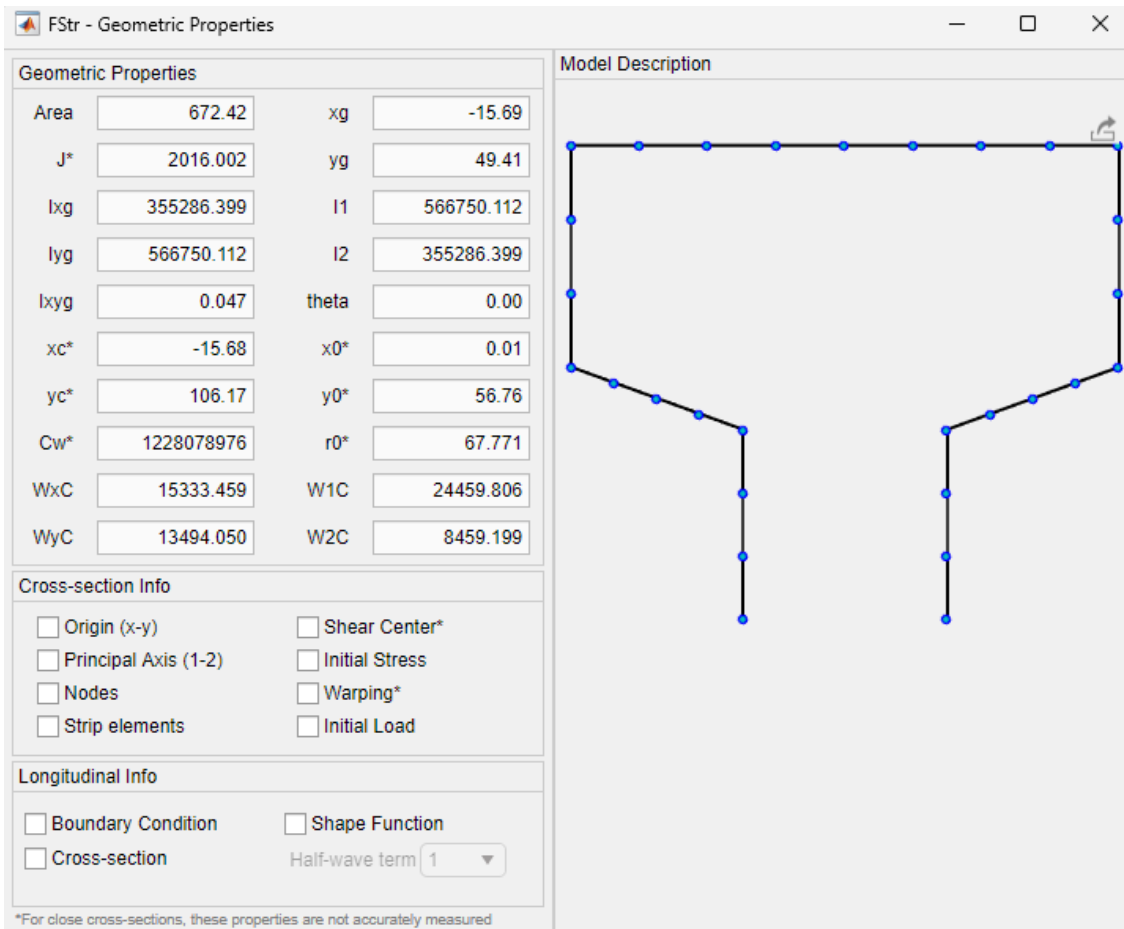 FStr - Geometric Properties
Geometric Properties
Area 672.42 xg -15.69
J* 2016.002 yg 49.41
Ixg 355286.399 I1 566750.112
Iyg 566750.112 I2 355286.399
Ixyg 0.047 theta 0.00
xc* -15.68 x0* 0.01
yc* 106.17 y0* 56.76
Cw* 1228078976 r0* 67.771
WxC 15333.459 W1C 24459.806
WyC 13494.050 W2C 8459.199
Cross-section Info
Origin (x-y) Shear Center*
Principal Axis (1-2) Initial Stress
Nodes Warping*
Strip elements Initial Load
Longitudinal Info
Boundary Condition Shape Function
Cross-section Half-wave term 1
*For close cross-sections, these properties are not accurately measured
Model Description